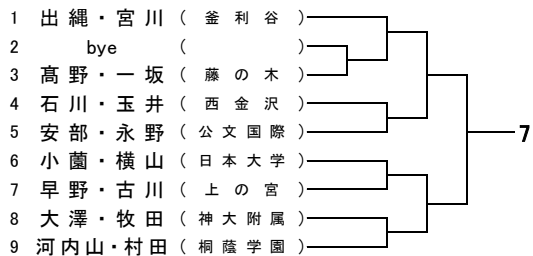 1 出縄・宮川 (釜利谷)
2 bye ( )
3 髙野・一坂 (藤の木)
4 石川・玉井 (西金沢)
5 安部・永野 (公文国際)
6 小薗・横山 (日本大学)
7 早野・古川 (上の宮)
8 大澤・牧田 (神大附属)
9 河内山・村田 (桐蔭学園)
7